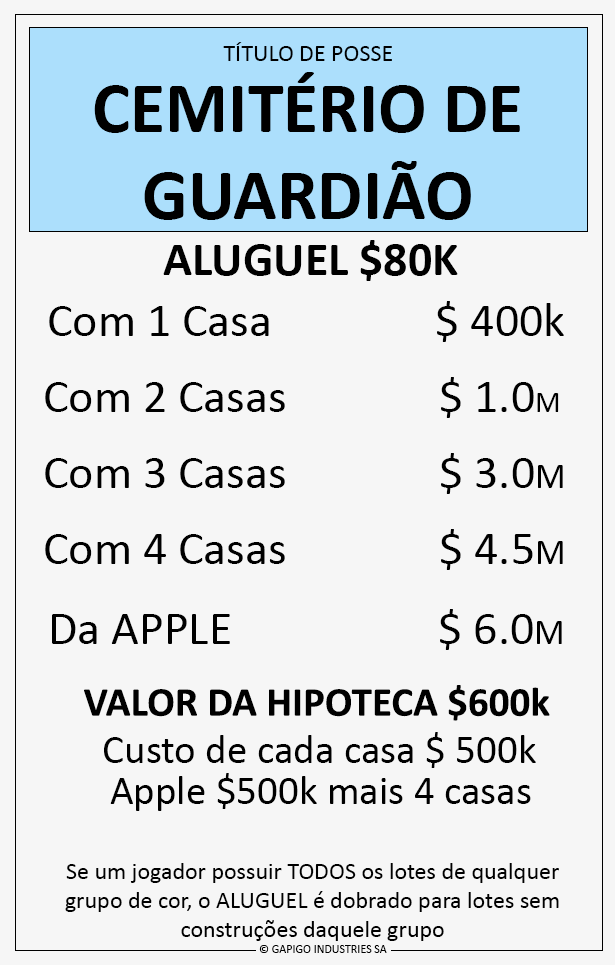 TÍTULO DE POSSE
CEMITÉRIO DE
GUARDIÃO
ALUGUEL $80K
Com 1 Casa $ 400k
Com 2 Casas $ 1.0M
Com 3 Casas $ 3.0M
Com 4 Casas $ 4.5M
Da APPLE $ 6.0M
VALOR DA HIPOTECA $600k
Custo de cada casa $ 500k
Apple $500k mais 4 casas
Se um jogador possuir TODOS os lotes de qualquer
grupo de cor, o ALUGUEL é dobrado para lotes sem
construções daquele grupo
© GAPIGO INDUSTRIES SA